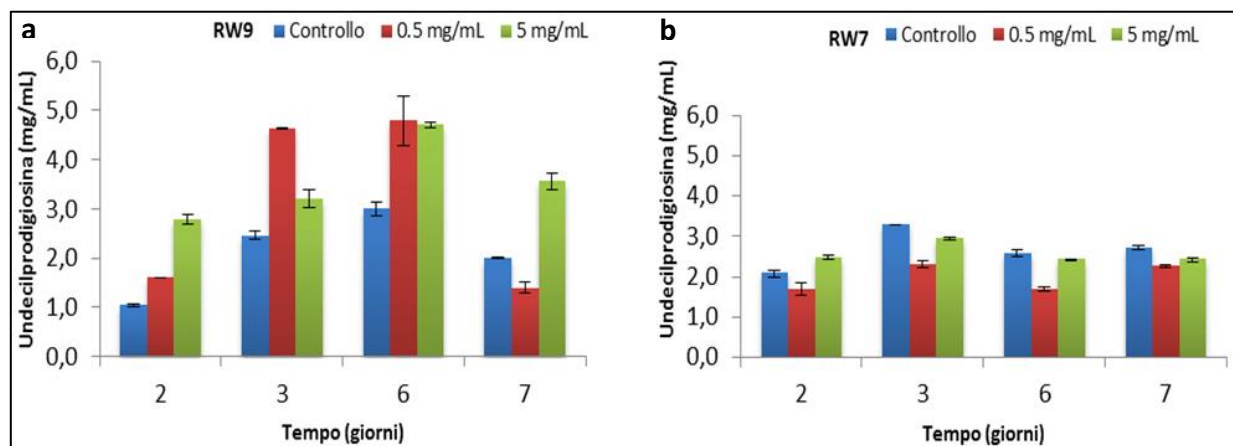 a
RW9 Controllo 0.5 mg/mL 5 mg/mL
Undecilprodigiosina (mg/mL)
6,0
5,0
4,0
3,0
2,0
1,0
0,0
2 3 6 7
Tempo (giorni)
b
RW7 Controllo 0.5 mg/mL 5 mg/mL
Undecilprodigiosina (mg/mL)
6,0
5,0
4,0
3,0
2,0
1,0
0,0
2 3 6 7
Tempo (giorni)